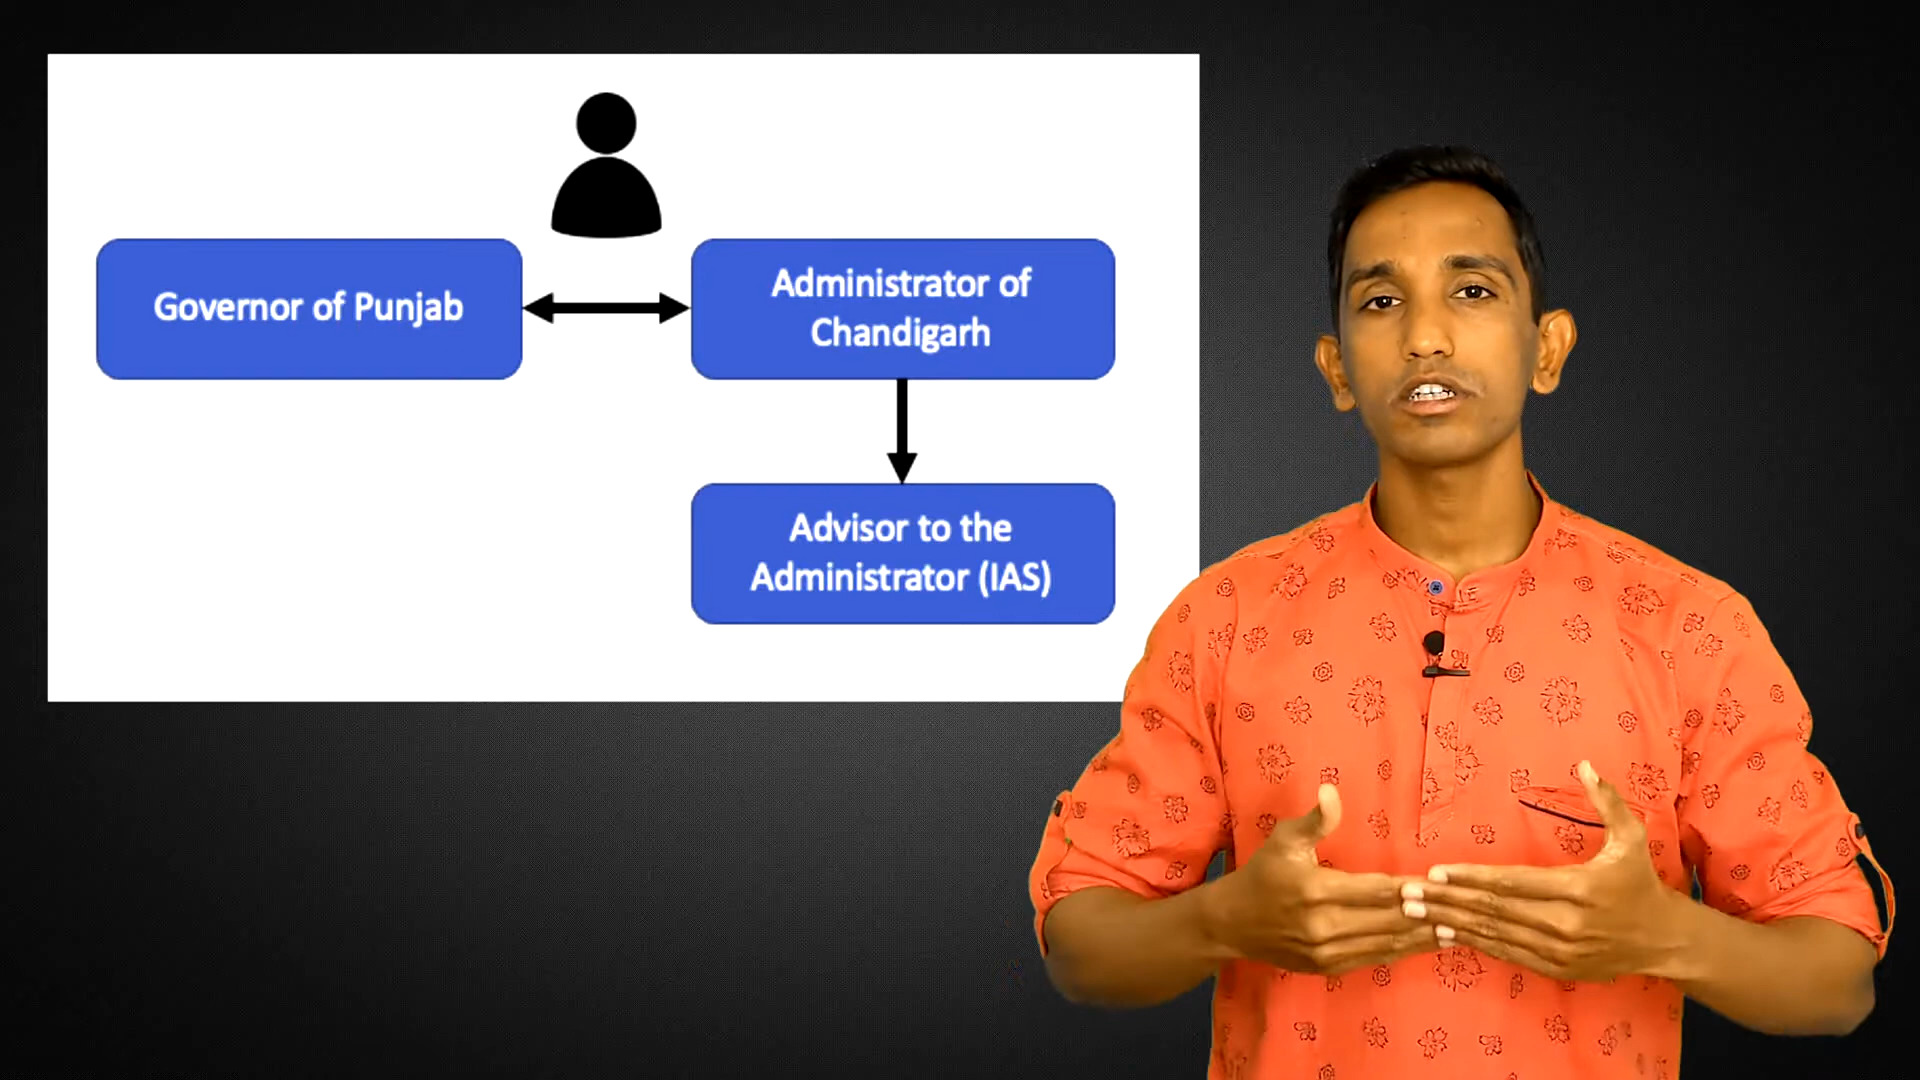 Governor of Punjab
Administrator of
Chandigarh
Advisor to the
Administrator (IAS)